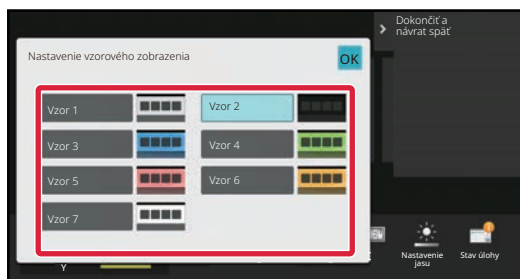 Dokončiť a
návrat späť
Nastavenie vzorového zobrazenia
OK
Vzor 1
Vzor 2
Vzor 3
Vzor 4
Vzor 5
Vzor 6
Vzor 7
Nastavenie
jasu
Stav úlohy
Y